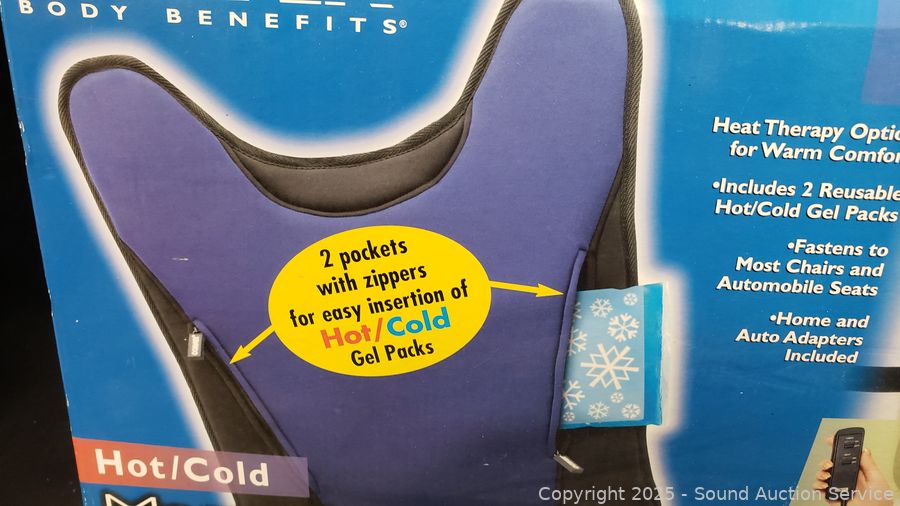 BODY BENEFITS®
2 pockets
with zippers
for easy insertion of
Hot/Cold
Gel Packs
Heat Therapy
for Warm
•Includes 2 Reusable
Hot/Cold Gel Packs
•Fastens to
Most Chairs and
Automobile Seats
•Home and
Auto Adapters
Included
Hot/Cold
Copyright 2025 - Sound Auction Service